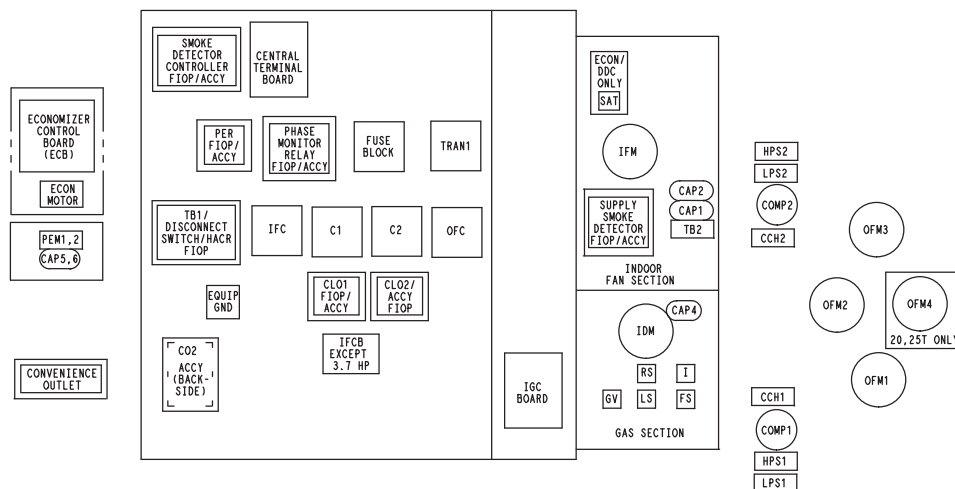 SMOKE
DETECTOR
CONTROLLER
FIOP/ACCY
CENTRAL
TERMINAL
BOARD
ECONOMIZER
CONTROL
BOARD
(ECB)
ECON
MOTOR
PER
FIOP/
ACCY
PHASE
MONITOR
RELAY
FIOP/ACCY
FUSE
BLOCK
TRAN1
PEM1,2
CAP5,6
TB1/
DISCONNECT
SWITCH/HACR
FIOP
IFC
C1
C2
OFC
EQUIP
GND
CLO1
FIOP/
ACCY
CLO2/
ACCY
FIOP
CONVENIENCE
OUTLET
CO2
ACCY
(BACK-
SIDE)
IFCB
EXCEPT
3.7 HP
IGC
BOARD
ECON/
DDC
ONLY
SAT
IFM
CAP2
CAP1
TB2
SUPPLY
SMOKE
DETECTOR
FIOP/ACCY
INDOOR
FAN SECTION
IDM
CAP4
RS
I
GV
LS
FS
GAS SECTION
HPS2
LPS2
COMP2
CCH2
OFM3
OFM2
OFM4
20,25T ONLY
OFM1
CCH1
COMP1
HPS1
LPS1